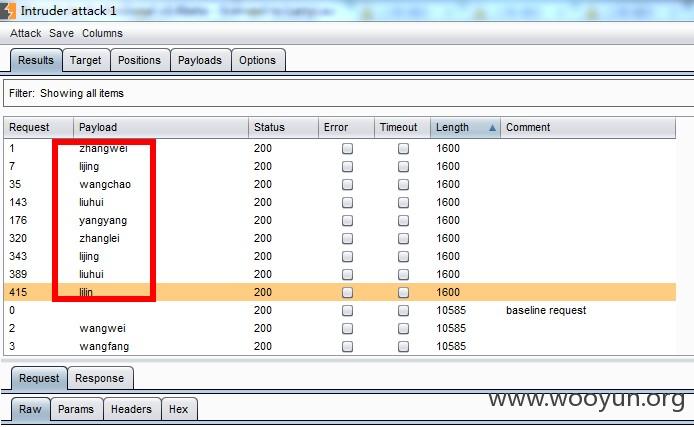 Intruder attack 1
Attack Save Columns
Results Target Positions Payloads Options
Filter: Showing all items
Request Payload Status Error Timeout Length Comment
1 zhangwei 200 1600
7 lijing 200 1600
35 wangchao 200 1600
143 liuhui 200 1600
176 yangyang 200 1600
320 zhanglei 200 1600
343 lijing 200 1600
389 liuhui 200 1600
415 lilin 200 1600
0 200 10585 baseline request
2 wangwei 200 10585
3 wangfang 200 10585
Request Response
Raw Params Headers Hex
www.wooyun.org